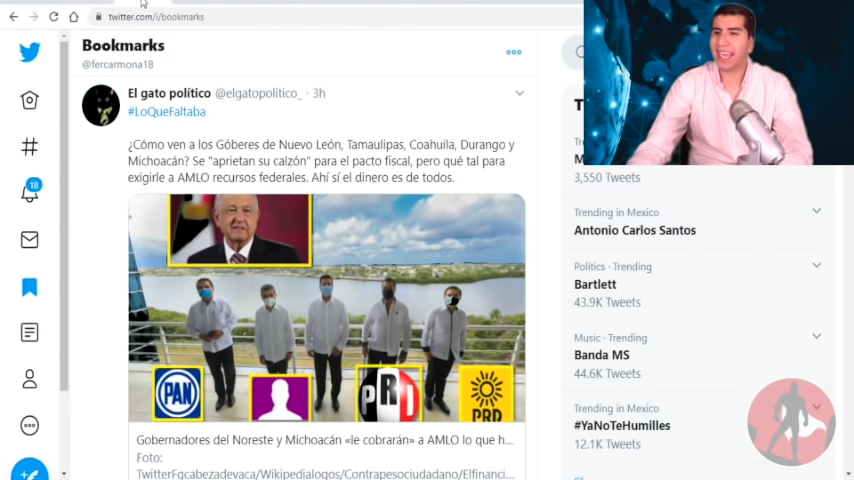 twitter.com/i/bookmarks
Bookmarks
@fercarmona18
El gato político @elgatopolitico_ · 3h
#LoQueFaltaba
¿Cómo ven a los Góberes de Nuevo León, Tamaulipas, Coahuila, Durango y
Michoacán? Se "aprietan su calzón" para el pacto fiscal, pero qué tal para
exigirle a AMLO recursos federales. Ahí sí el dinero es de todos.
18
PAN
PRI
PRD
Gobernadores del Noreste y Michoacán «le cobrarán» a AMLO lo que h...
Foto:
TwitterFgcabezadevaca/Wikipedialogos/Contrapesociudadano/Elfinanci...
3,550 Tweets
Trending in Mexico
Antonio Carlos Santos
Politics · Trending
Bartlett
43.9K Tweets
Music · Trending
Banda MS
44.6K Tweets
Trending in Mexico
#YaNoTeHumilles
12.1K Tweets